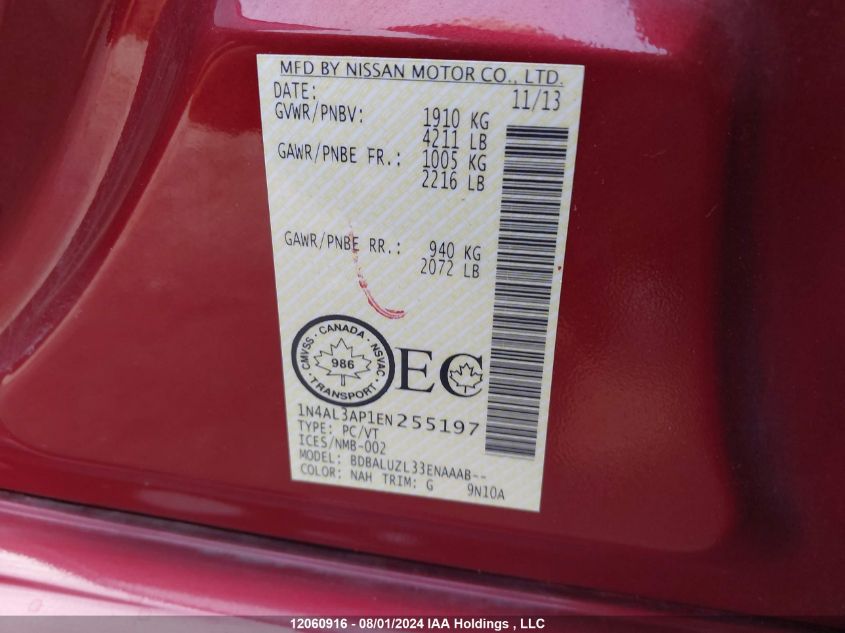 MFD BY NISSAN MOTOR CO., LTD.
DATE: 11/13
GVWR/PNBV: 1910 KG
4211 LB
GAWR/PNBE FR.: 1005 KG
2216 LB
GAWR/PNBE RR.: 940 KG
2072 LB
CMVSS · CANADA · NSVAC
986
TRANSPORT
EC
1N4AL3AP1EN255197
TYPE: PC/VT
ICES/NMB-002
MODEL: BDBALUZL33ENAAAB--
COLOR: NAH TRIM: G 9N10A
12060916 - 08/01/2024 IAA Holdings , LLC